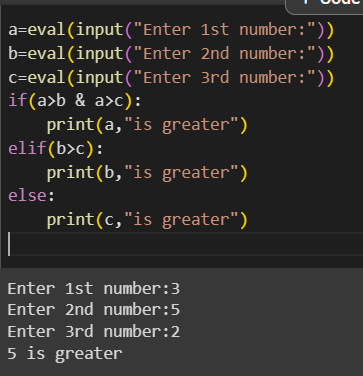 a=eval(input("Enter 1st number:"))
b=eval(input("Enter 2nd number:"))
c=eval(input("Enter 3rd number:"))
if(a>b & a>c):
    print(a,"is greater")
elif(b>c):
    print(b,"is greater")
else:
    print(c,"is greater")
Enter 1st number:3
Enter 2nd number:5
Enter 3rd number:2
5 is greater